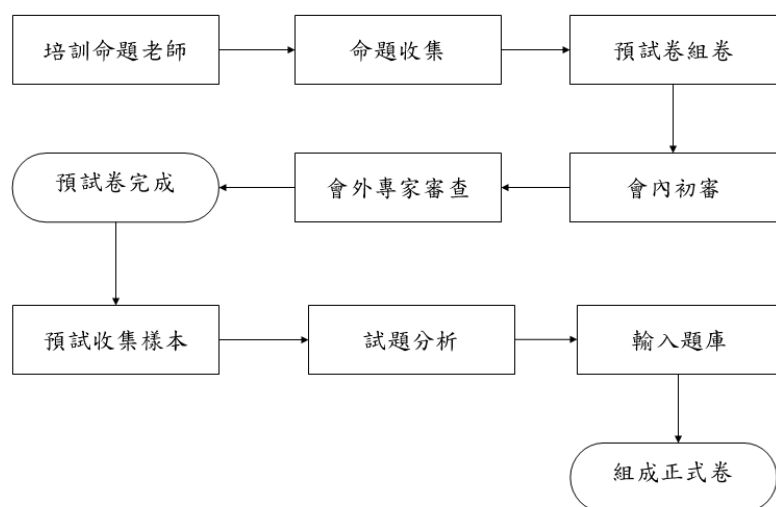 培訓命題老師
命題收集
預試卷組卷
會內初審
會外專家審查
預試卷完成
預試收集樣本
試題分析
輸入題庫
組成正式卷